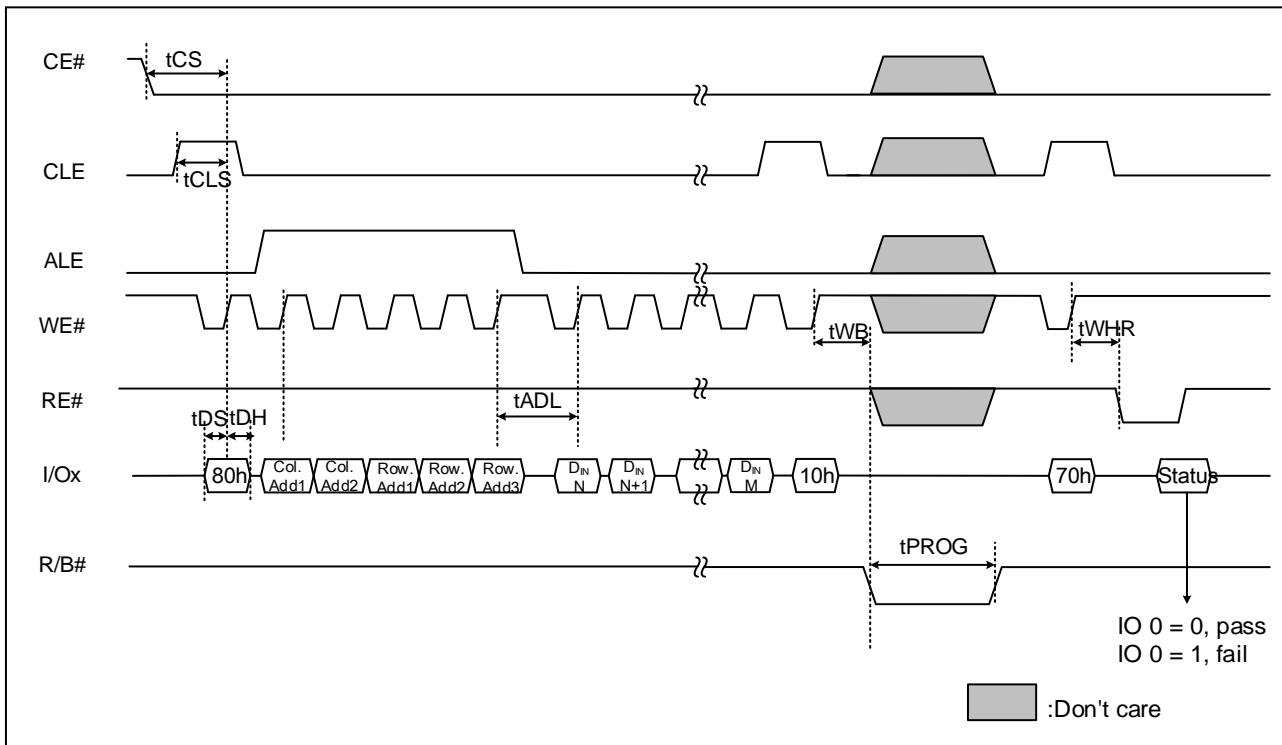 CE#
tCS
CLE
tCLS
ALE
WE#
tWB
tWHR
RE#
tDS
tDH
tADL
I/Ox
80h
Col.
Add1
Col.
Add2
Row.
Add1
Row.
Add2
Row.
Add3
DIN
N
DIN
N+1
DIN
M
10h
70h
Status
R/B#
tPROG
IO 0 = 0, pass
IO 0 = 1, fail
:Don't care